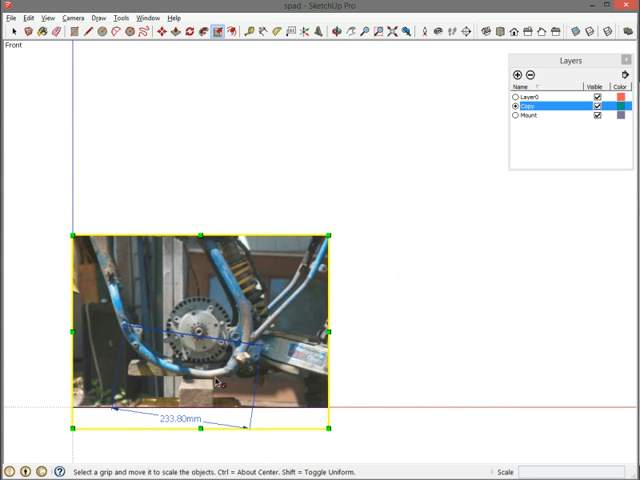 spad - SketchUp Pro
File Edit View Camera Draw Tools Window Help
Front
Layers
Name Visible Color
Layer0
Copy
Mount
233.80mm
Select a grip and move it to scale the objects. Ctrl = About Center. Shift = Toggle Uniform.
Scale